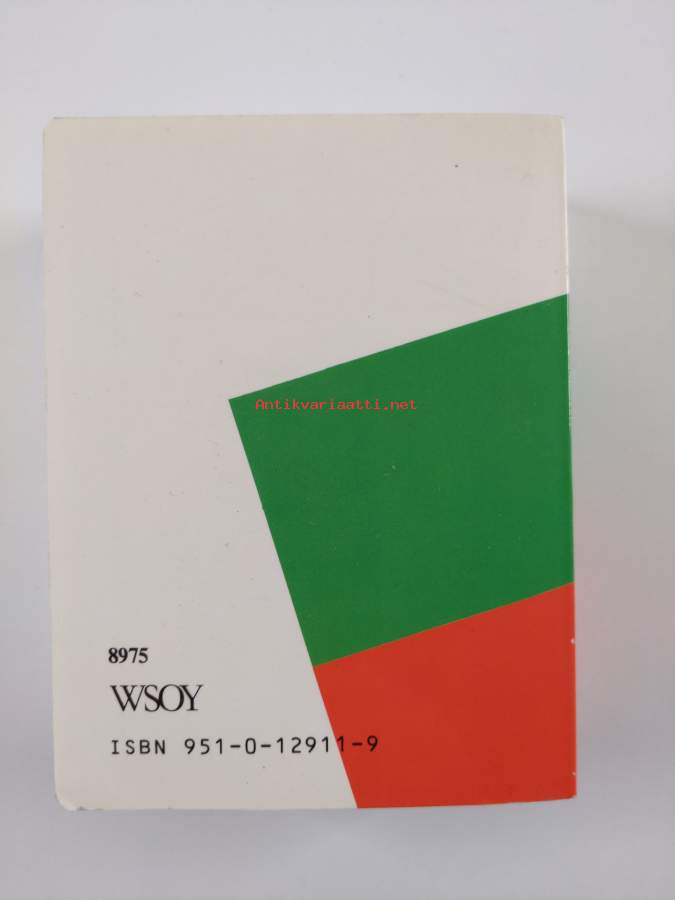 Antikvariaatti.net
8975
WSOY
ISBN 951-0-12911-9